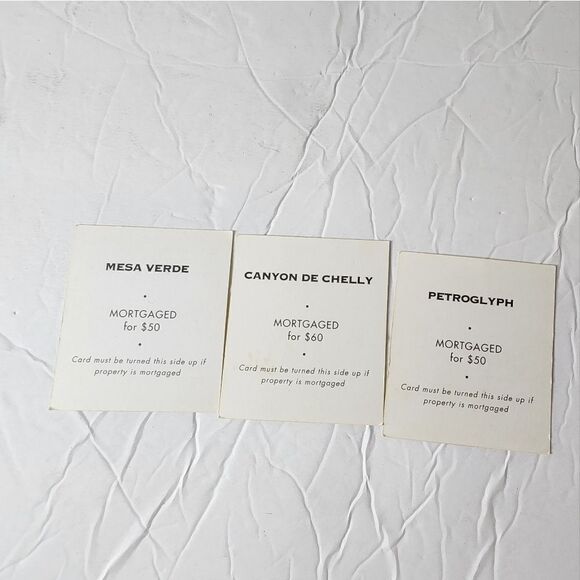 MESA VERDE
•
MORTGAGED
for $50
•
Card must be turned this side up if
property is mortgaged
CANYON DE CHELLY
•
MORTGAGED
for $60
•
Card must be turned this side up if
property is mortgaged
PETROGLYPH
•
MORTGAGED
for $50
•
Card must be turned this side up if
property is mortgaged